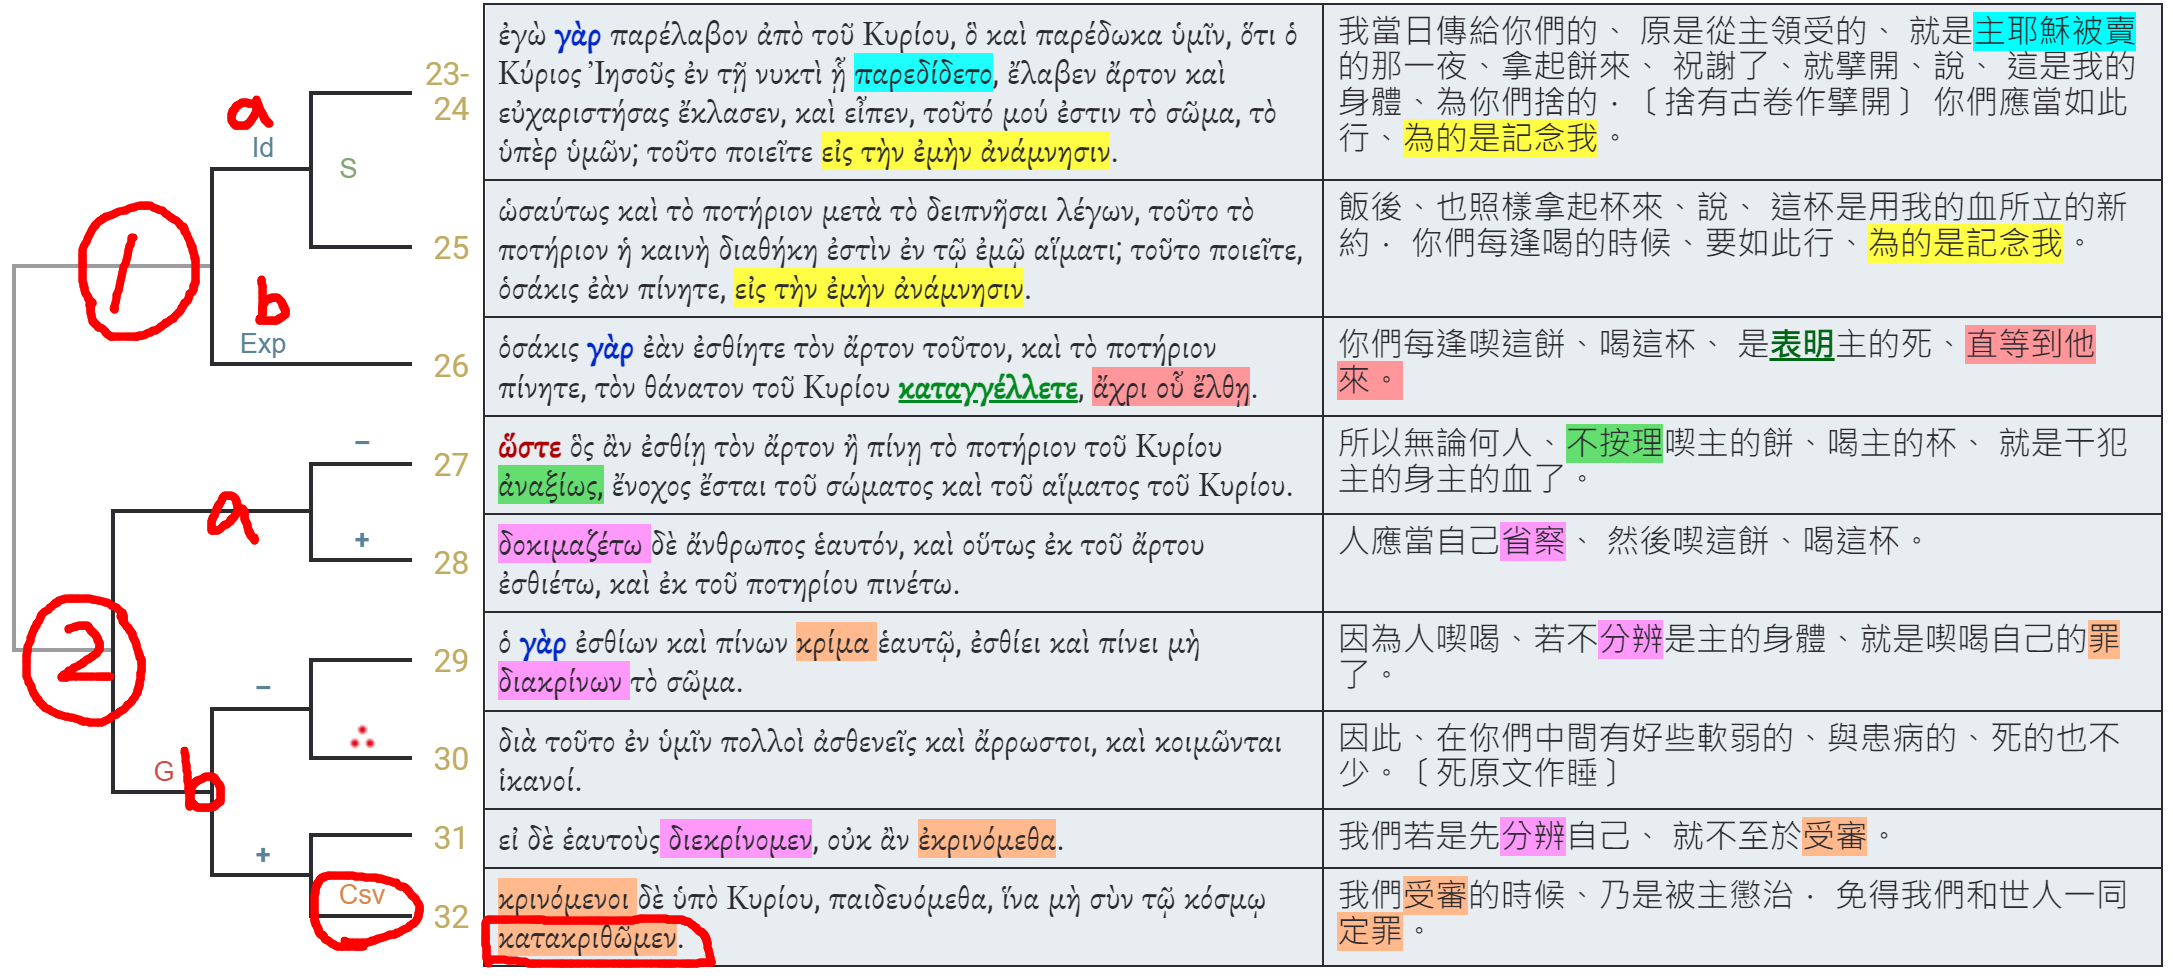 23-
24
a
Id
S
25
1
b
Exp
26
−
27
a
+
28
2
29
−
30
G
b
31
+
Csv
32
ἐγὼ γὰρ παρέλαβον ἀπὸ τοῦ Κυρίου, ὃ καὶ παρέδωκα ὑμῖν, ὅτι ὁ
Κύριος Ἰησοῦς ἐν τῇ νυκτὶ ᾗ παρεδίδετο, ἔλαβεν ἄρτον καὶ
εὐχαριστήσας ἔκλασεν, καὶ εἶπεν, τοῦτό μού ἐστιν τὸ σῶμα, τὸ
ὑπὲρ ὑμῶν; τοῦτο ποιεῖτε εἰς τὴν ἐμὴν ἀνάμνησιν.
我當日傳給你們的、 原是從主領受的、 就是主耶穌被賣
的那一夜、拿起餅來、 祝謝了、就擘開、說、 這是我的
身體、為你們捨的．〔捨有古卷作擘開〕 你們應當如此
行、為的是記念我。
ὡσαύτως καὶ τὸ ποτήριον μετὰ τὸ δειπνῆσαι λέγων, τοῦτο τὸ
ποτήριον ἡ καινὴ διαθήκη ἐστὶν ἐν τῷ ἐμῷ αἵματι; τοῦτο ποιεῖτε,
ὁσάκις ἐὰν πίνητε, εἰς τὴν ἐμὴν ἀνάμνησιν.
飯後、也照樣拿起杯來、說、 這杯是用我的血所立的新
約． 你們每逢喝的時候、要如此行、為的是記念我。
ὁσάκις γὰρ ἐὰν ἐσθίητε τὸν ἄρτον τοῦτον, καὶ τὸ ποτήριον
πίνητε, τὸν θάνατον τοῦ Κυρίου καταγγέλλετε, ἄχρι οὗ ἔλθῃ.
你們每逢喫這餅、喝這杯、 是表明主的死、直等到他
來。
ὥστε ὃς ἂν ἐσθίῃ τὸν ἄρτον ἢ πίνῃ τὸ ποτήριον τοῦ Κυρίου
ἀναξίως, ἔνοχος ἔσται τοῦ σώματος καὶ τοῦ αἵματος τοῦ Κυρίου.
所以無論何人、不按理喫主的餅、喝主的杯、 就是干犯
主的身主的血了。
δοκιμαζέτω δὲ ἄνθρωπος ἑαυτόν, καὶ οὕτως ἐκ τοῦ ἄρτου
ἐσθιέτω, καὶ ἐκ τοῦ ποτηρίου πινέτω.
人應當自己省察、 然後喫這餅、喝這杯。
ὁ γὰρ ἐσθίων καὶ πίνων κρίμα ἑαυτῷ, ἐσθίει καὶ πίνει μὴ
διακρίνων τὸ σῶμα.
因為人喫喝、若不分辨是主的身體、就是喫喝自己的罪
了。
διὰ τοῦτο ἐν ὑμῖν πολλοὶ ἀσθενεῖς καὶ ἄρρωστοι, καὶ κοιμῶνται
ἱκανοί.
因此、在你們中間有好些軟弱的、與患病的、死的也不
少。〔死原文作睡〕
εἰ δὲ ἑαυτοὺς διεκρίνομεν, οὐκ ἂν ἐκρινόμεθα.
我們若是先分辨自己、 就不至於受審。
κρινόμενοι δὲ ὑπὸ Κυρίου, παιδευόμεθα, ἵνα μὴ σὺν τῷ κόσμῳ
κατακριθῶμεν.
我們受審的時候、乃是被主懲治． 免得我們和世人一同
定罪。